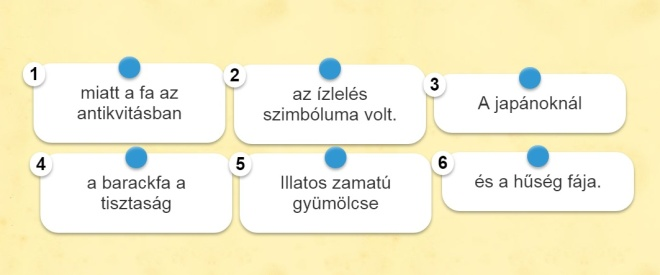 1
miatt a fa az
antikvitásban
2
az ízlelés
szimbóluma volt.
3
A japánoknál
4
a barackfa a
tisztaság
5
Illatos zamatú
gyümölcse
6
és a hűség fája.